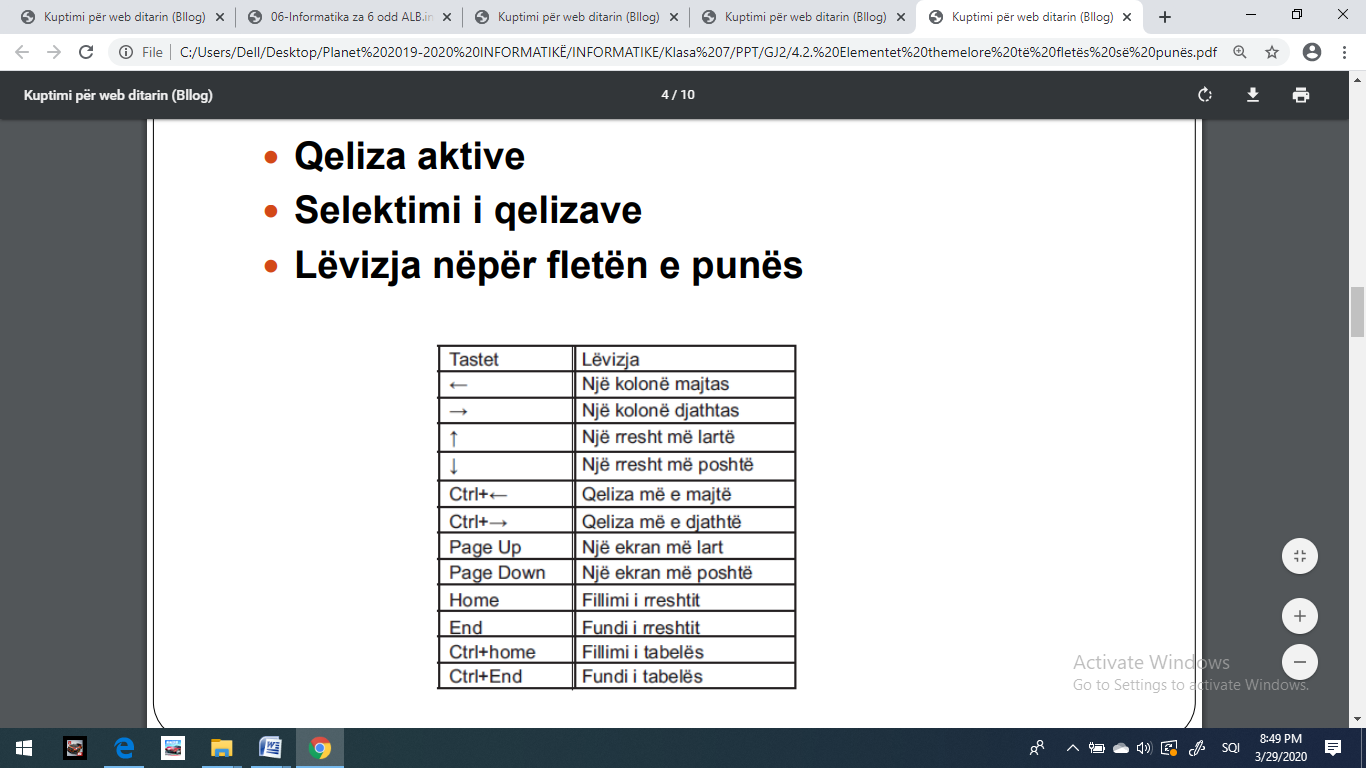 Kuptimi për web ditarin (Bllog)
06-Informatika za 6 odd ALB.in
Kuptimi për web ditarin (Bllog)
Kuptimi për web ditarin (Bllog)
Kuptimi për web ditarin (Bllog)
File C:/Users/Dell/Desktop/Planet%202019-2020%20INFORMATIKË/INFORMATIKE/Klasa%207/PPT/GJ2/4.2.%20Elementet%20themelore%20të%20fletës%20së%20punës.pdf
Kuptimi për web ditarin (Bllog) 4 / 10
• Qeliza aktive
• Selektimi i qelizave
• Lëvizja nëpër fletën e punës
Tastet Lëvizja
← Një kolonë majtas
→ Një kolonë djathtas
↑ Një rresht më lartë
↓ Një rresht më poshtë
Ctrl+← Qeliza më e majtë
Ctrl+→ Qeliza më e djathtë
Page Up Një ekran më lart
Page Down Një ekran më poshtë
Home Fillimi i rreshtit
End Fundi i rreshtit
Ctrl+home Fillimi i tabelës
Ctrl+End Fundi i tabelës
Activate Windows
Go to Settings to activate Windows.
SQI
8:49 PM
3/29/2020